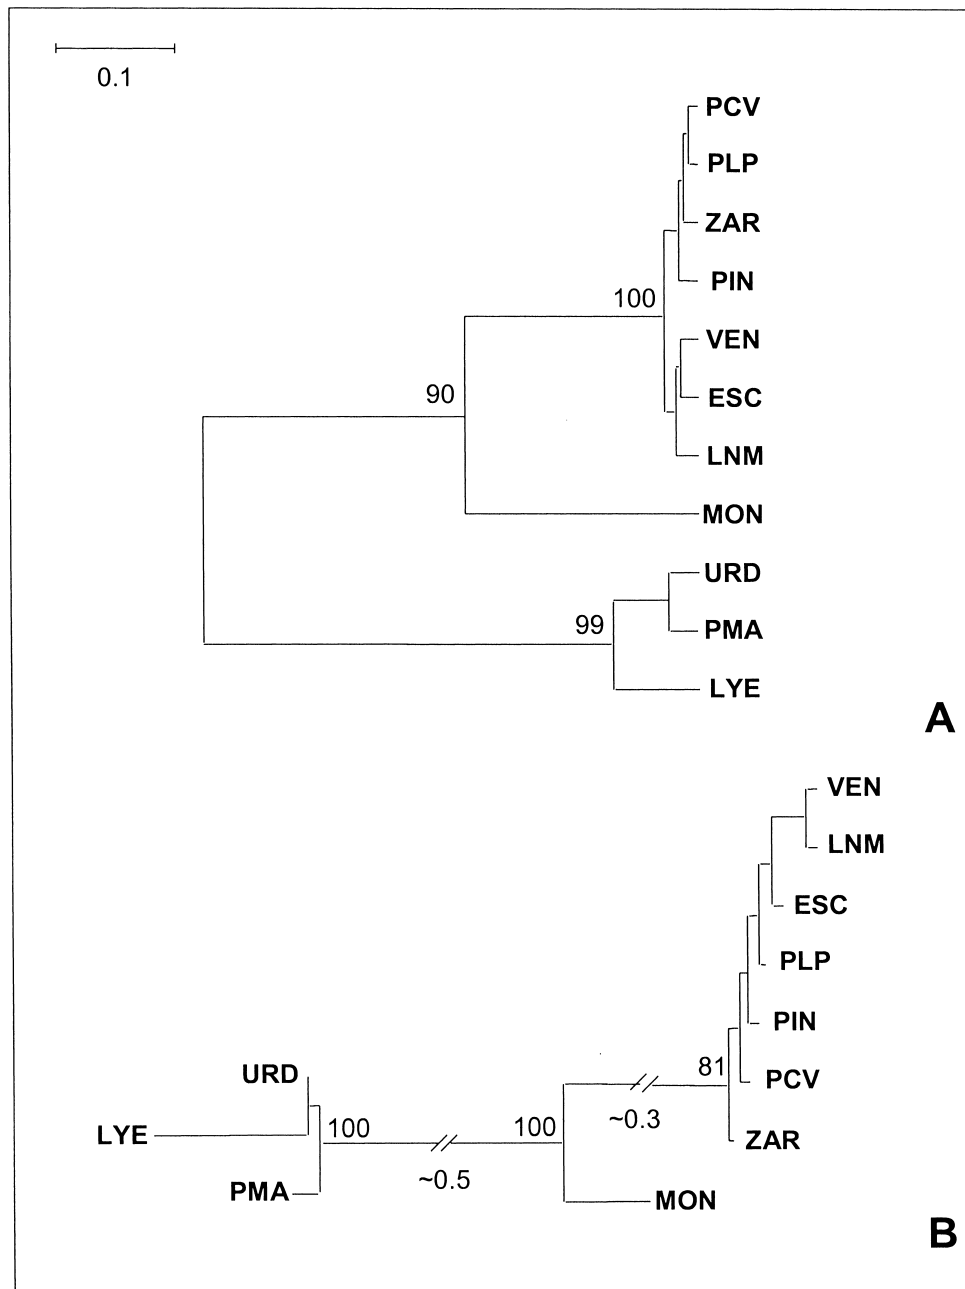 0.1
PCV
PLP
ZAR
PIN
100
VEN
90
ESC
LNM
MON
URD
99
PMA
LYE
A
VEN
LNM
ESC
PLP
PIN
81
PCV
URD
~0.3
LYE
100
100
ZAR
~0.5
PMA
MON
B